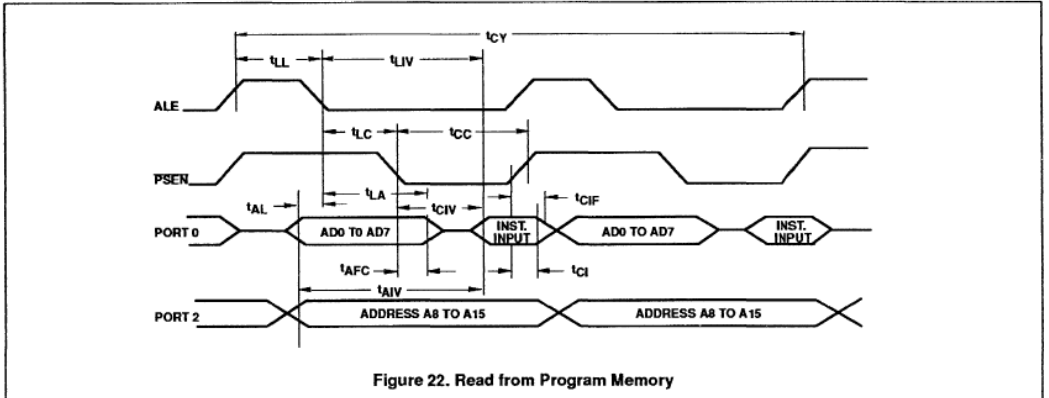 tCY
tLL
tLIV
ALE
tLC
tCC
PSEN
tLA
tAL
tCIV
tCIF
PORT 0
AD0 T0 AD7
INST.
INPUT
AD0 TO AD7
INST.
INPUT
tAFC
tCI
tAIV
PORT 2
ADDRESS A8 TO A15
ADDRESS A8 TO A15
Figure 22. Read from Program Memory